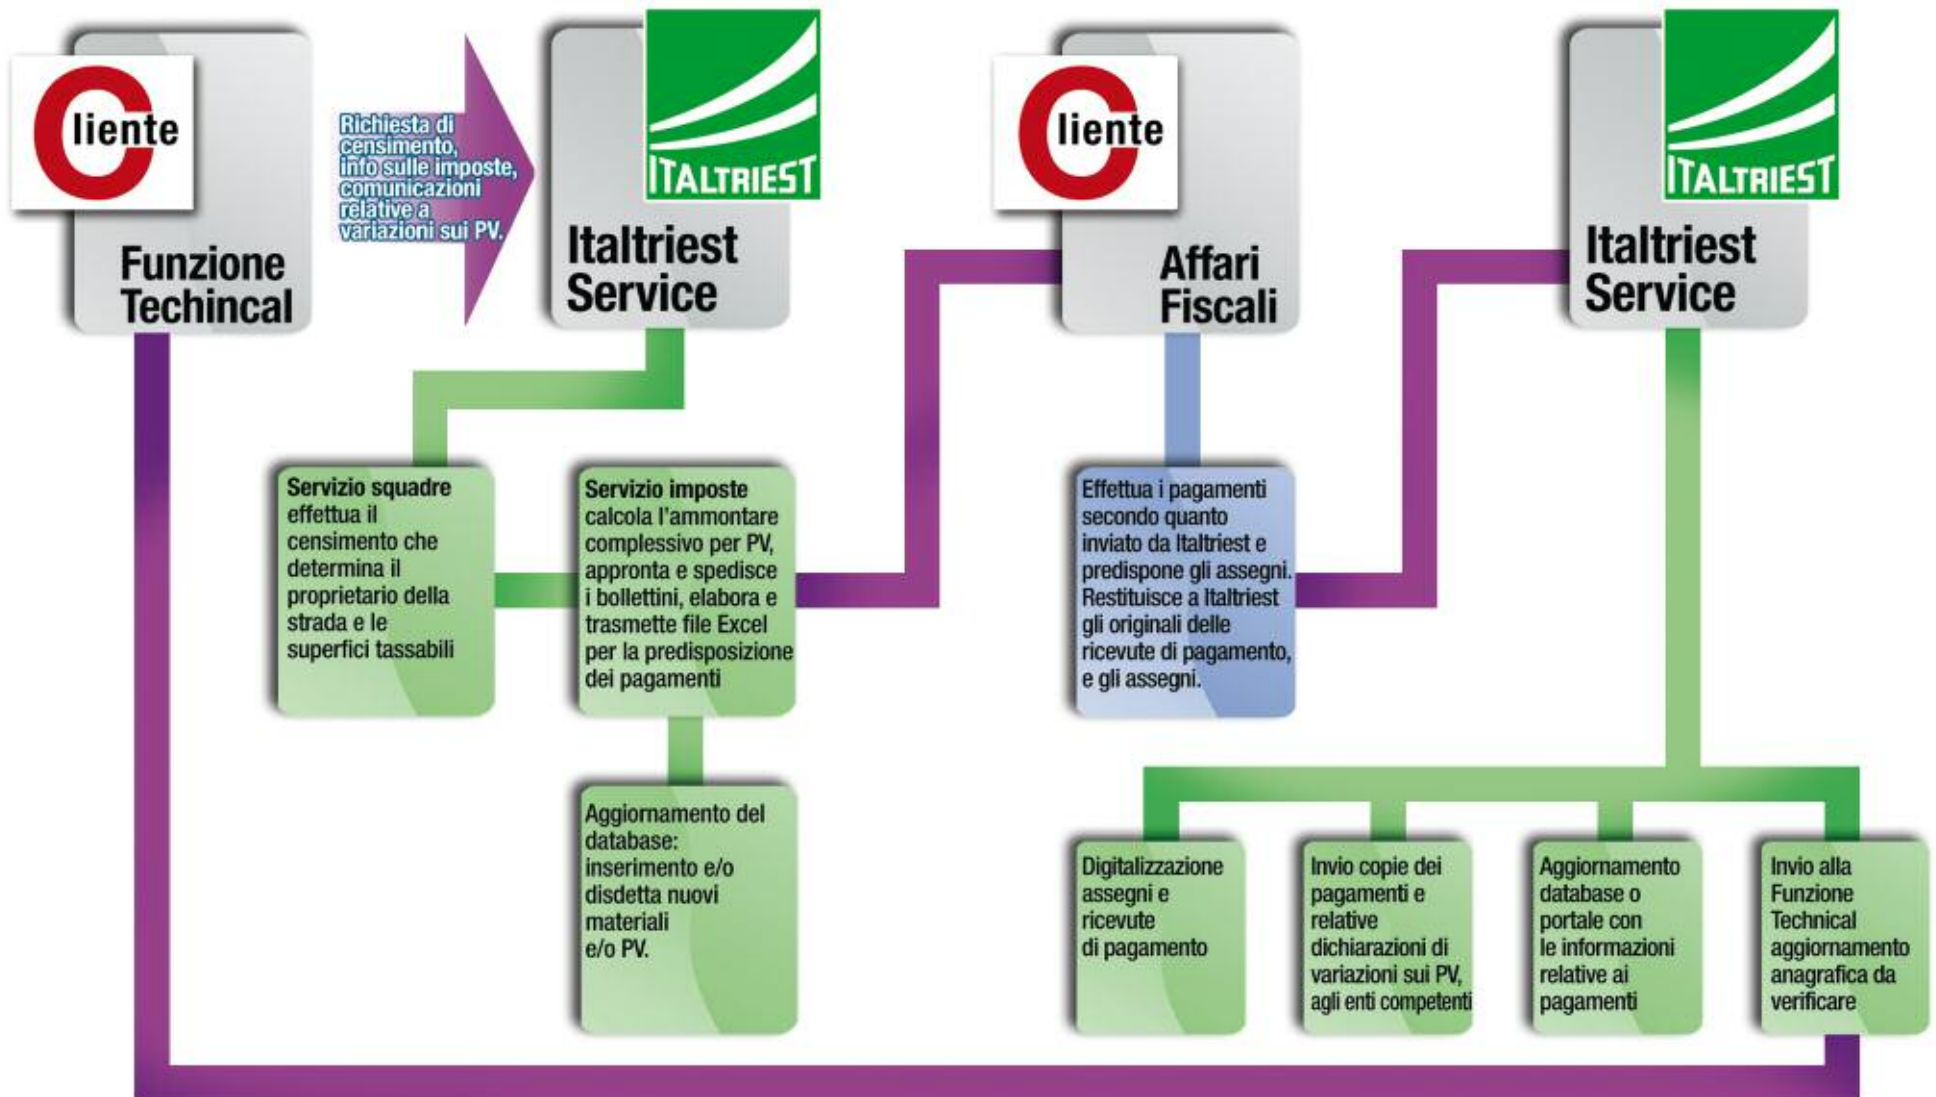 Cliente
Funzione
Techincal
Richiesta di
censimento,
info sulle imposte,
comunicazioni
relative a
variazioni sui PV.
ITALTRIEST
Italtriest
Service
Cliente
Affari
Fiscali
ITALTRIEST
Italtriest
Service
Servizio squadre
effettua il
censimento che
determina il
proprietario della
strada e le
superfici tassabili
Servizio imposte
calcola l'ammontare
complessivo per PV,
appronta e spedisce
i bollettini, elabora e
trasmette file Excel
per la predisposizione
dei pagamenti
Effettua i pagamenti
secondo quanto
inviato da Italtriest e
predispone gli assegni.
Restituisce a Italtriest
gli originali delle
ricevute di pagamento,
e gli assegni.
Aggiornamento del
database:
inserimento e/o
disdetta nuovi
materiali
e/o PV.
Digitalizzazione
assegni e
ricevute
di pagamento
Invio copie dei
pagamenti e
relative
dichiarazioni di
variazioni sui PV,
agli enti competenti
Aggiornamento
database o
portale con
le informazioni
relative ai
pagamenti
Invio alla
Funzione
Technical
aggiornamento
anagrafica da
verificare